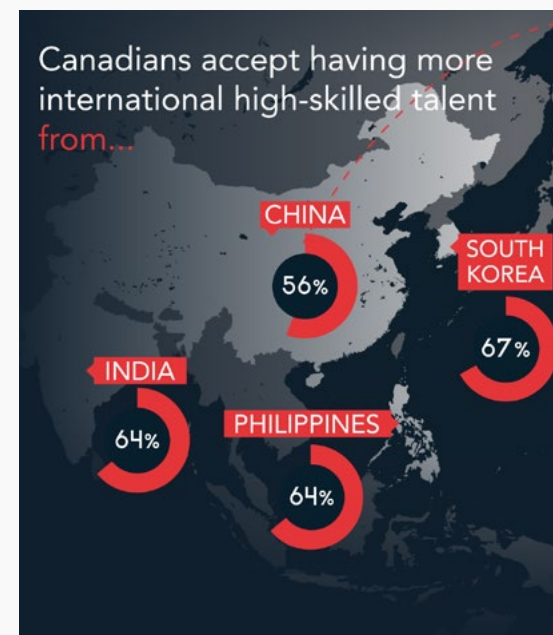 Canadians accept having more
international high-skilled talent
from...
CHINA
56%
SOUTH
KOREA
67%
INDIA
64%
PHILIPPINES
64%